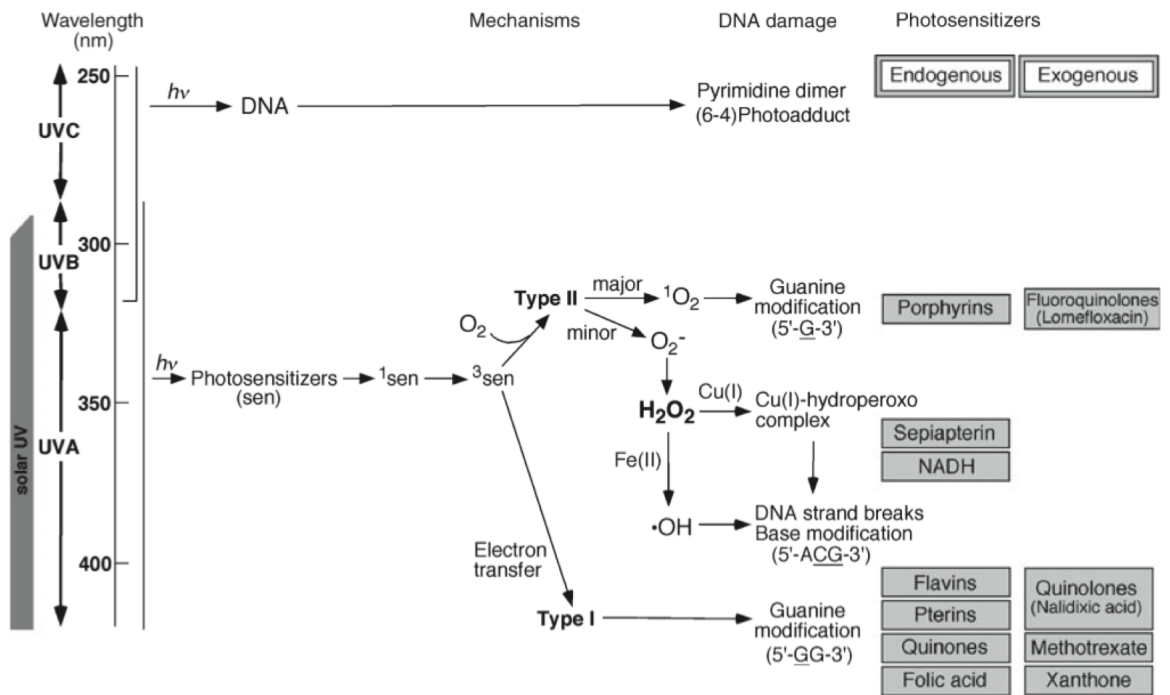 Wavelength
(nm)
Mechanisms
DNA damage
Photosensitizers
Endogenous
Exogenous
250
hν
DNA
Pyrimidine dimer
(6-4)Photoadduct
UVC
300
UVB
Type II
major
¹O₂
Guanine
modification
(5'-G-3')
Porphyrins
Fluoroquinolones
(Lomefloxacin)
O₂
minor
O₂⁻
hν
Photosensitizers
(sen)
¹sen
³sen
350
H₂O₂
Cu(I)
Cu(I)-hydroperoxo
complex
Sepiapterin
NADH
UVA
solar UV
Fe(II)
•OH
DNA strand breaks
Base modification
(5'-ACG-3')
400
Electron
transfer
Type I
Guanine
modification
(5'-GG-3')
Flavins
Pterins
Quinones
Folic acid
Quinolones
(Nalidixic acid)
Methotrexate
Xanthone